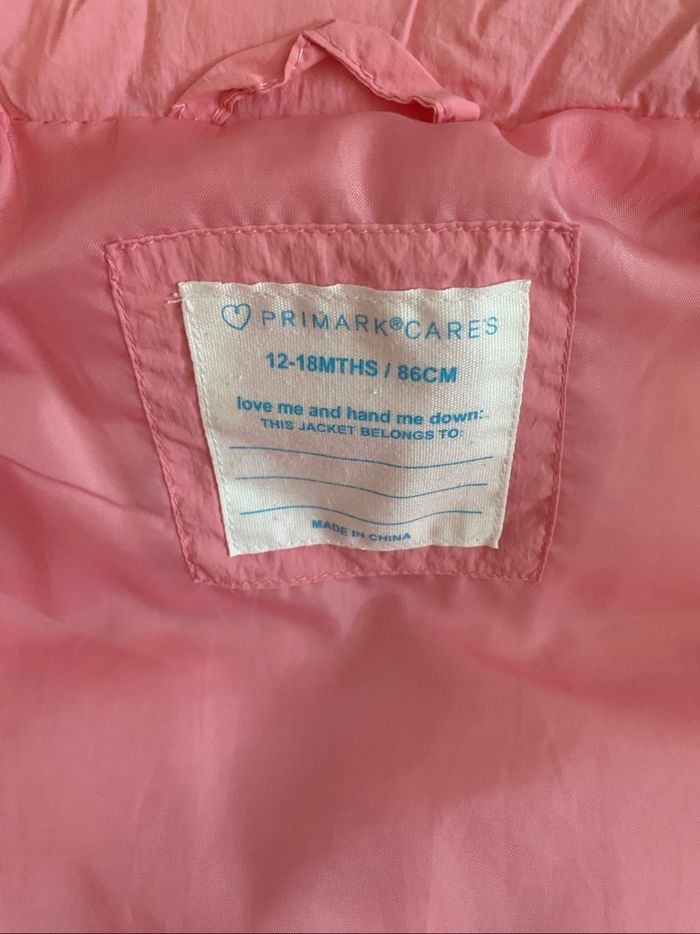 PRIMARK®CARES
12-18MTHS / 86CM
love me and hand me down:
THIS JACKET BELONGS TO:
MADE IN CHINA